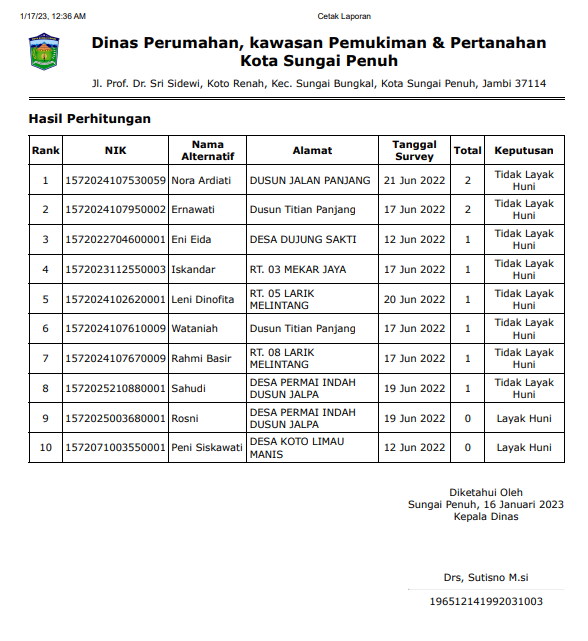 1/17/23, 12:36 AM Cetak Laporan
Dinas Perumahan, kawasan Pemukiman & Pertanahan
Kota Sungai Penuh
Jl. Prof. Dr. Sri Sidewi, Koto Renah, Kec. Sungai Bungkal, Kota Sungai Penuh, Jambi 37114
Hasil Perhitungan
Rank NIK Nama Alternatif Alamat Tanggal Survey Total Keputusan
1 1572024107530059 Nora Ardiati DUSUN JALAN PANJANG 21 Jun 2022 2 Tidak Layak Huni
2 1572024107950002 Ernawati Dusun Titian Panjang 17 Jun 2022 2 Tidak Layak Huni
3 1572022704600001 Eni Eida DESA DUJUNG SAKTI 12 Jun 2022 1 Tidak Layak Huni
4 1572023112550003 Iskandar RT. 03 MEKAR JAYA 17 Jun 2022 1 Tidak Layak Huni
5 1572024102620001 Leni Dinofita RT. 05 LARIK MELINTANG 20 Jun 2022 1 Tidak Layak Huni
6 1572024107610009 Wataniah Dusun Titian Panjang 17 Jun 2022 1 Tidak Layak Huni
7 1572024107670009 Rahmi Basir RT. 08 LARIK MELINTANG 17 Jun 2022 1 Tidak Layak Huni
8 1572025210880001 Sahudi DESA PERMAI INDAH DUSUN JALPA 19 Jun 2022 1 Tidak Layak Huni
9 1572025003680001 Rosni DESA PERMAI INDAH DUSUN JALPA 19 Jun 2022 0 Layak Huni
10 1572071003550001 Peni Siskawati DESA KOTO LIMAU MANIS 12 Jun 2022 0 Layak Huni
Diketahui Oleh
Sungai Penuh, 16 Januari 2023
Kepala Dinas
Drs, Sutisno M.si
196512141992031003